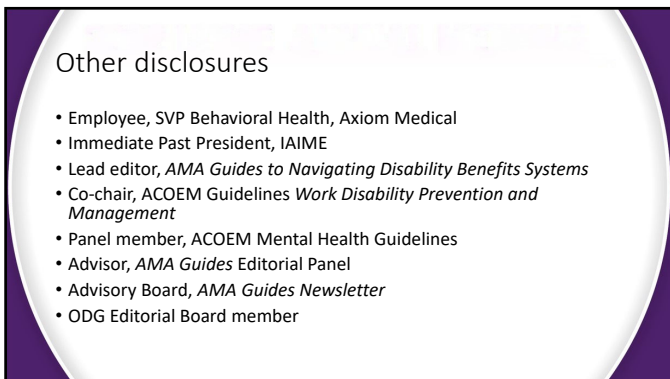 Other disclosures
• Employee, SVP Behavioral Health, Axiom Medical
• Immediate Past President, IAIME
• Lead editor, AMA Guides to Navigating Disability Benefits Systems
• Co-chair, ACOEM Guidelines Work Disability Prevention and
Management
• Panel member, ACOEM Mental Health Guidelines
• Advisor, AMA Guides Editorial Panel
• Advisory Board, AMA Guides Newsletter
• ODG Editorial Board member